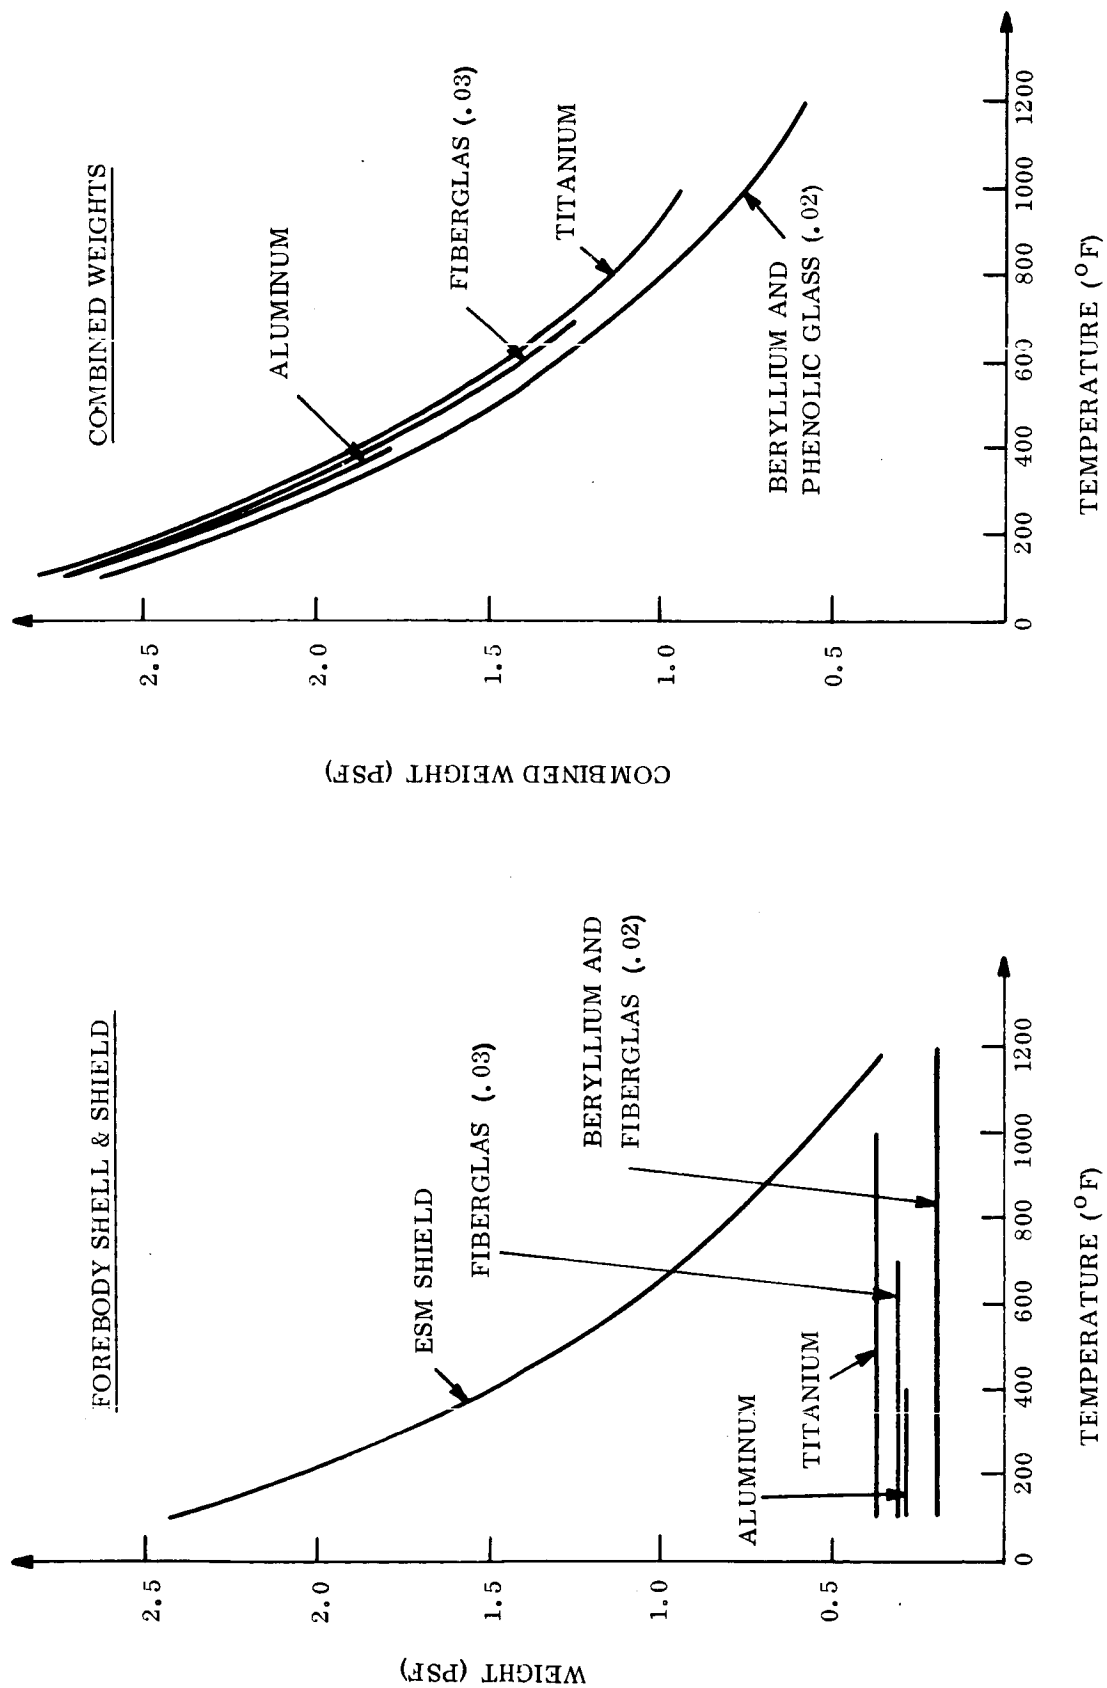 FOREBODY SHELL & SHIELD
WEIGHT (PSF)
2.5
2.0
1.5
1.0
0.5
0
200
400
600
800
1000
1200
TEMPERATURE (°F)
ESM SHIELD
FIBERGLAS (.03)
BERYLLIUM AND
FIBERGLAS (.02)
ALUMINUM
TITANIUM
COMBINED WEIGHTS
COMBINED WEIGHT (PSF)
2.5
2.0
1.5
1.0
0.5
0
200
400
600
800
1000
1200
TEMPERATURE (°F)
ALUMINUM
FIBERGLAS (.03)
TITANIUM
BERYLLIUM AND
PHENOLIC GLASS (.02)